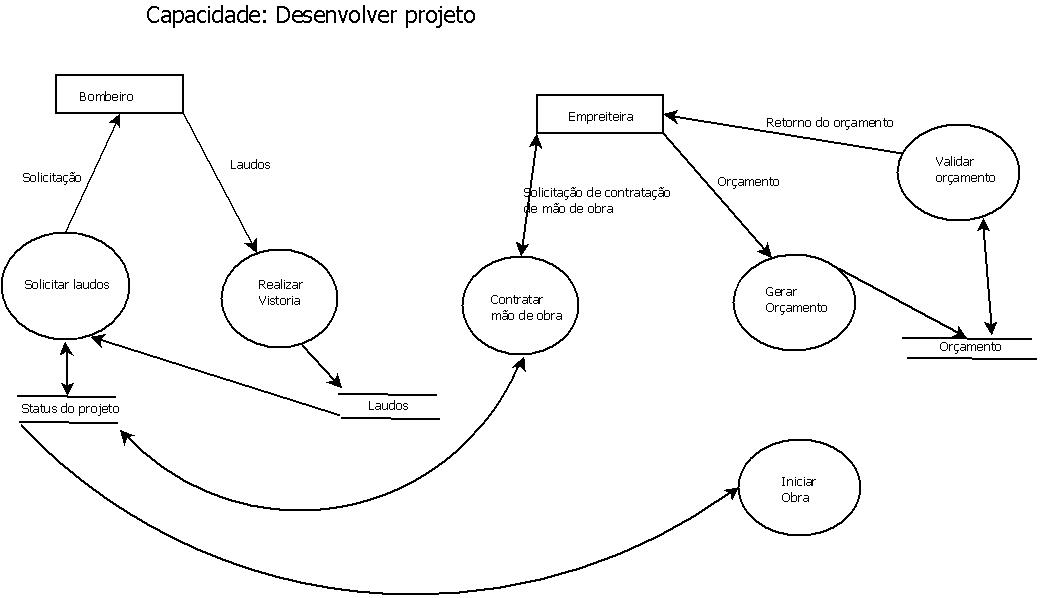 Capacidade: Desenvolver projeto
Bombeiro
Empreiteira
Retorno do orçamento
Validar
orçamento
Solicitação
Laudos
Orçamento
Solicitação de contratação
de mão de obra
Solicitar laudos
Realizar
Vistoria
Contratar
mão de obra
Gerar
Orçamento
Orçamento
Status do projeto
Laudos
Iniciar
Obra